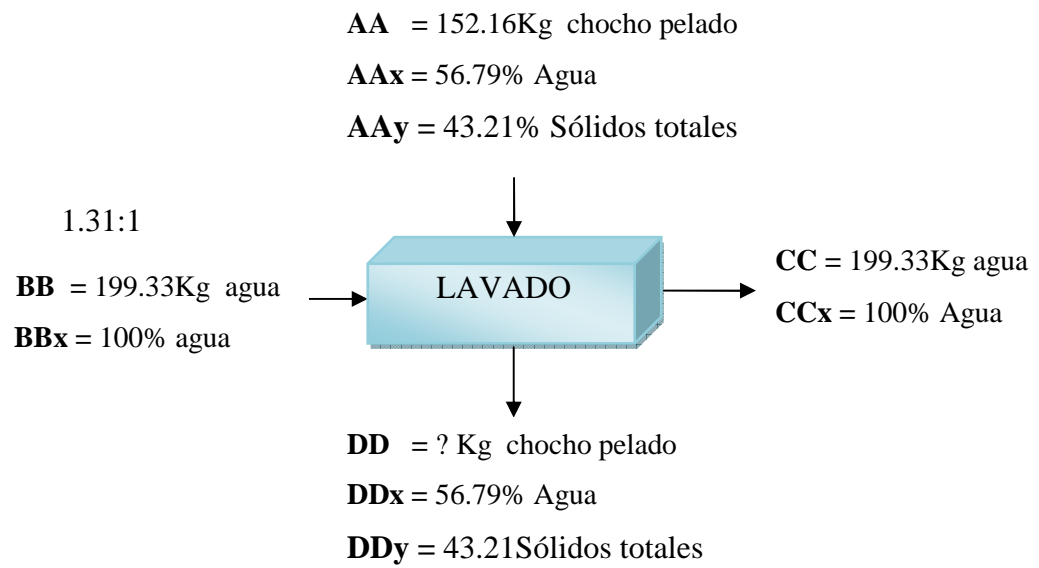 AA = 152.16Kg chocho pelado
AAx = 56.79% Agua
AAy = 43.21% Sólidos totales
1.31:1
BB = 199.33Kg agua
BBx = 100% agua
LAVADO
CC = 199.33Kg agua
CCx = 100% Agua
DD = ? Kg chocho pelado
DDx = 56.79% Agua
DDy = 43.21Sólidos totales